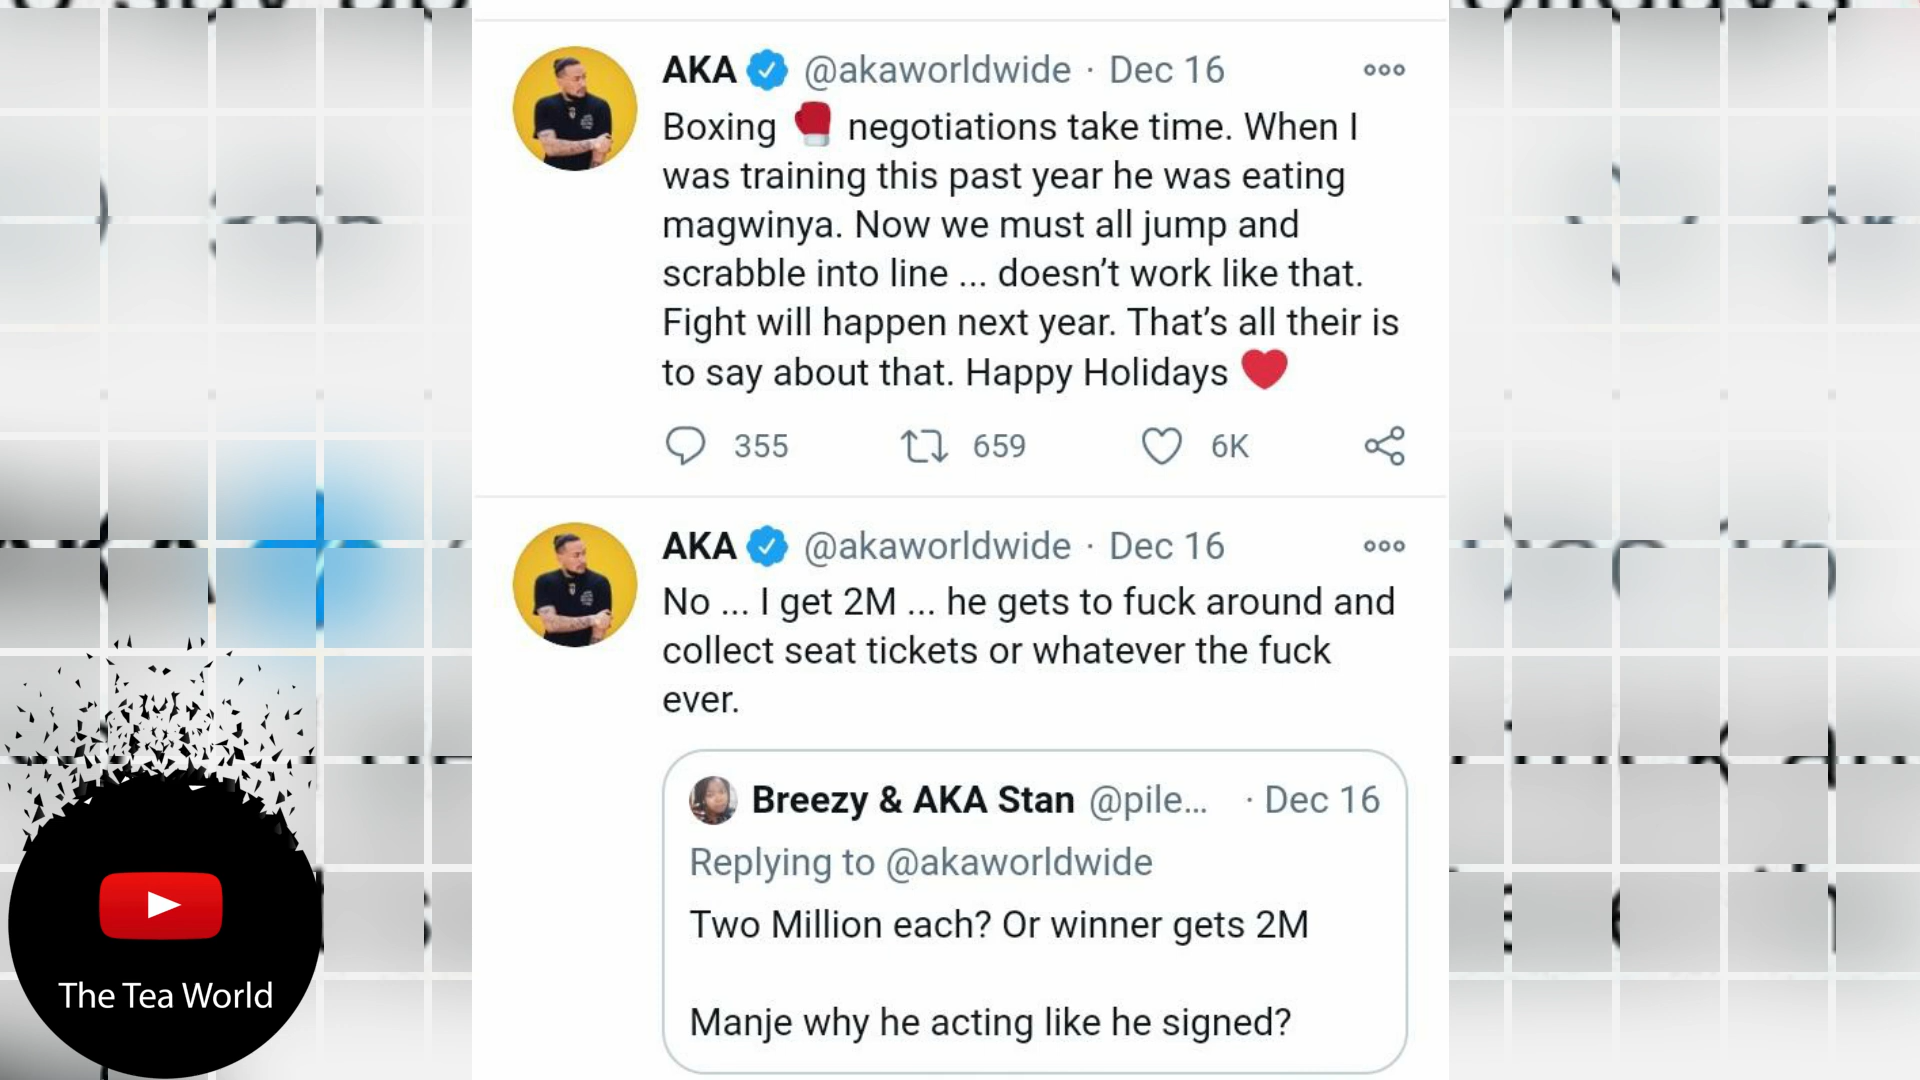 AKA @akaworldwide · Dec 16
Boxing 🥊 negotiations take time. When I
was training this past year he was eating
magwinya. Now we must all jump and
scrabble into line ... doesn’t work like that.
Fight will happen next year. That’s all their is
to say about that. Happy Holidays ❤️
355 659 6K
AKA @akaworldwide · Dec 16
No ... I get 2M ... he gets to fuck around and
collect seat tickets or whatever the fuck
ever.
Breezy & AKA Stan @pile... · Dec 16
Replying to @akaworldwide
Two Million each? Or winner gets 2M
Manje why he acting like he signed?
The Tea World